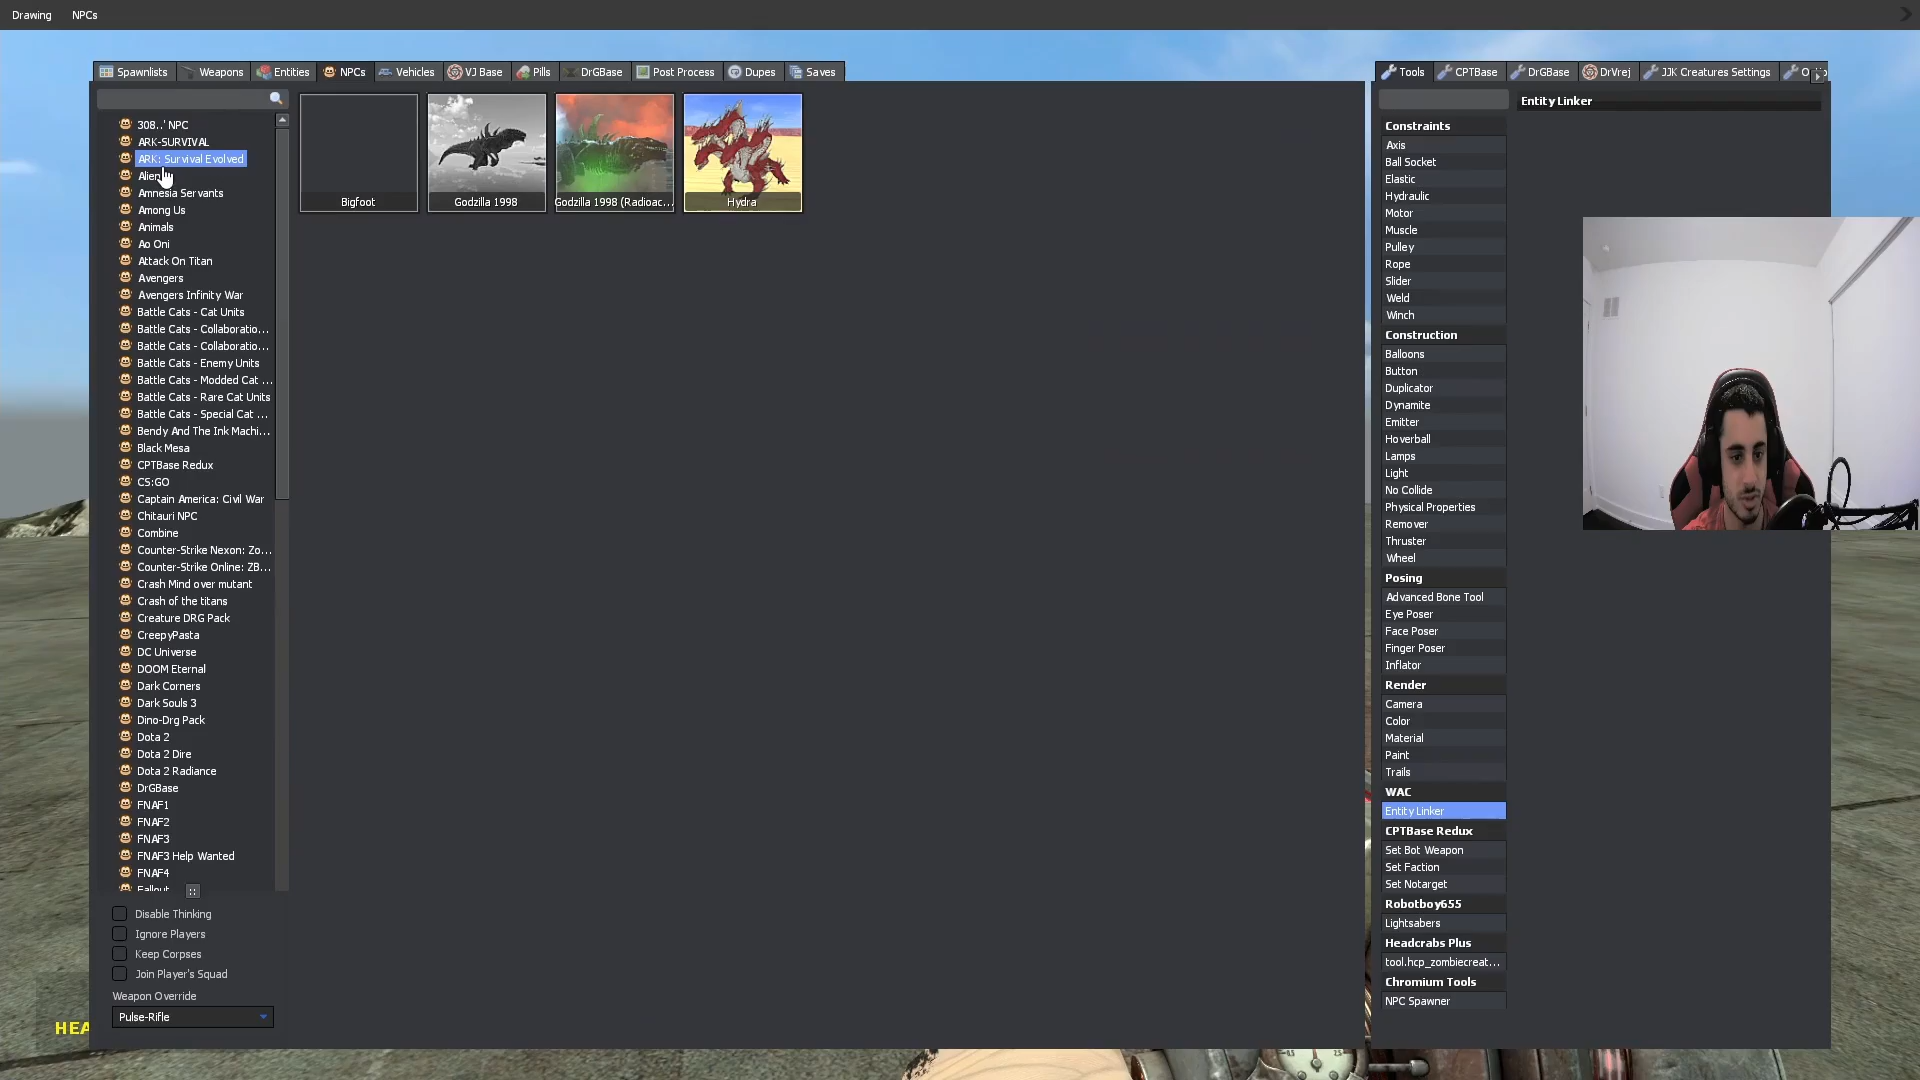 Drawing NPCs
Spawnlists Weapons Entities NPCs Vehicles VJ Base Pills DrGBase Post Process Dupes Saves
Tools CPTBase DrGBase DrVrej JJK Creatures Settings
308..' NPC
ARK-SURVIVAL
ARK: Survival Evolved
Amnesia Servants
Among Us
Animals
Ao Oni
Attack On Titan
Avengers
Avengers Infinity War
Battle Cats - Cat Units
Battle Cats - Collaboratio...
Battle Cats - Collaboratio...
Battle Cats - Enemy Units
Battle Cats - Modded Cat ...
Battle Cats - Rare Cat Units
Battle Cats - Special Cat ...
Bendy And The Ink Machi...
Black Mesa
CPTBase Redux
CS:GO
Captain America: Civil War
Chitauri NPC
Combine
Counter-Strike Nexon: Zo...
Counter-Strike Online: ZB...
Crash Mind over mutant
Crash of the titans
Creature DRG Pack
CreepyPasta
DC Universe
DOOM Eternal
Dark Corners
Dark Souls 3
Dino-Drg Pack
Dota 2
Dota 2 Dire
Dota 2 Radiance
DrGBase
FNAF1
FNAF2
FNAF3
FNAF3 Help Wanted
FNAF4
Fallout
Disable Thinking
Ignore Players
Keep Corpses
Join Player's Squad
Weapon Override
Pulse-Rifle
HEA
Bigfoot
Godzilla 1998
Godzilla 1998 (Radioac...
Hydra
Constraints
Axis
Ball Socket
Elastic
Hydraulic
Motor
Muscle
Pulley
Rope
Slider
Weld
Winch
Construction
Balloons
Button
Duplicator
Dynamite
Emitter
Hoverball
Lamps
Light
No Collide
Physical Properties
Remover
Thruster
Wheel
Posing
Advanced Bone Tool
Eye Poser
Face Poser
Finger Poser
Inflator
Render
Camera
Color
Material
Paint
Trails
WAC
Entity Linker
CPTBase Redux
Set Bot Weapon
Set Faction
Set Notarget
Robotboy655
Lightsabers
Headcrabs Plus
tool.hcp_zombiecreat...
Chromium Tools
NPC Spawner
Entity Linker